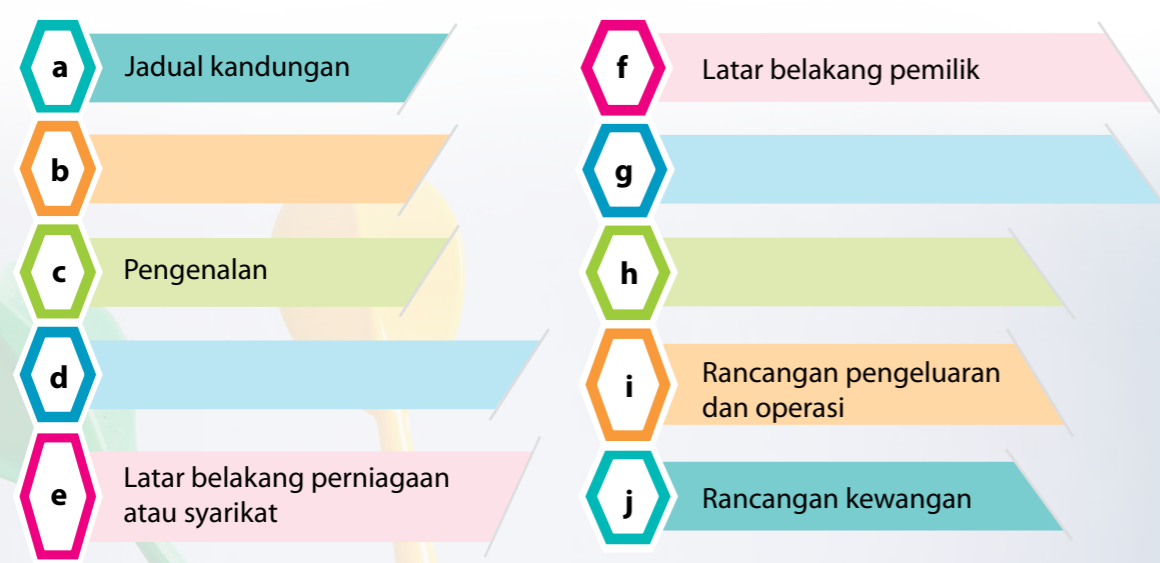 a
Jadual kandungan
b
c
Pengenalan
d
e
Latar belakang perniagaan
atau syarikat
f
Latar belakang pemilik
g
h
i
Rancangan pengeluaran
dan operasi
j
Rancangan kewangan